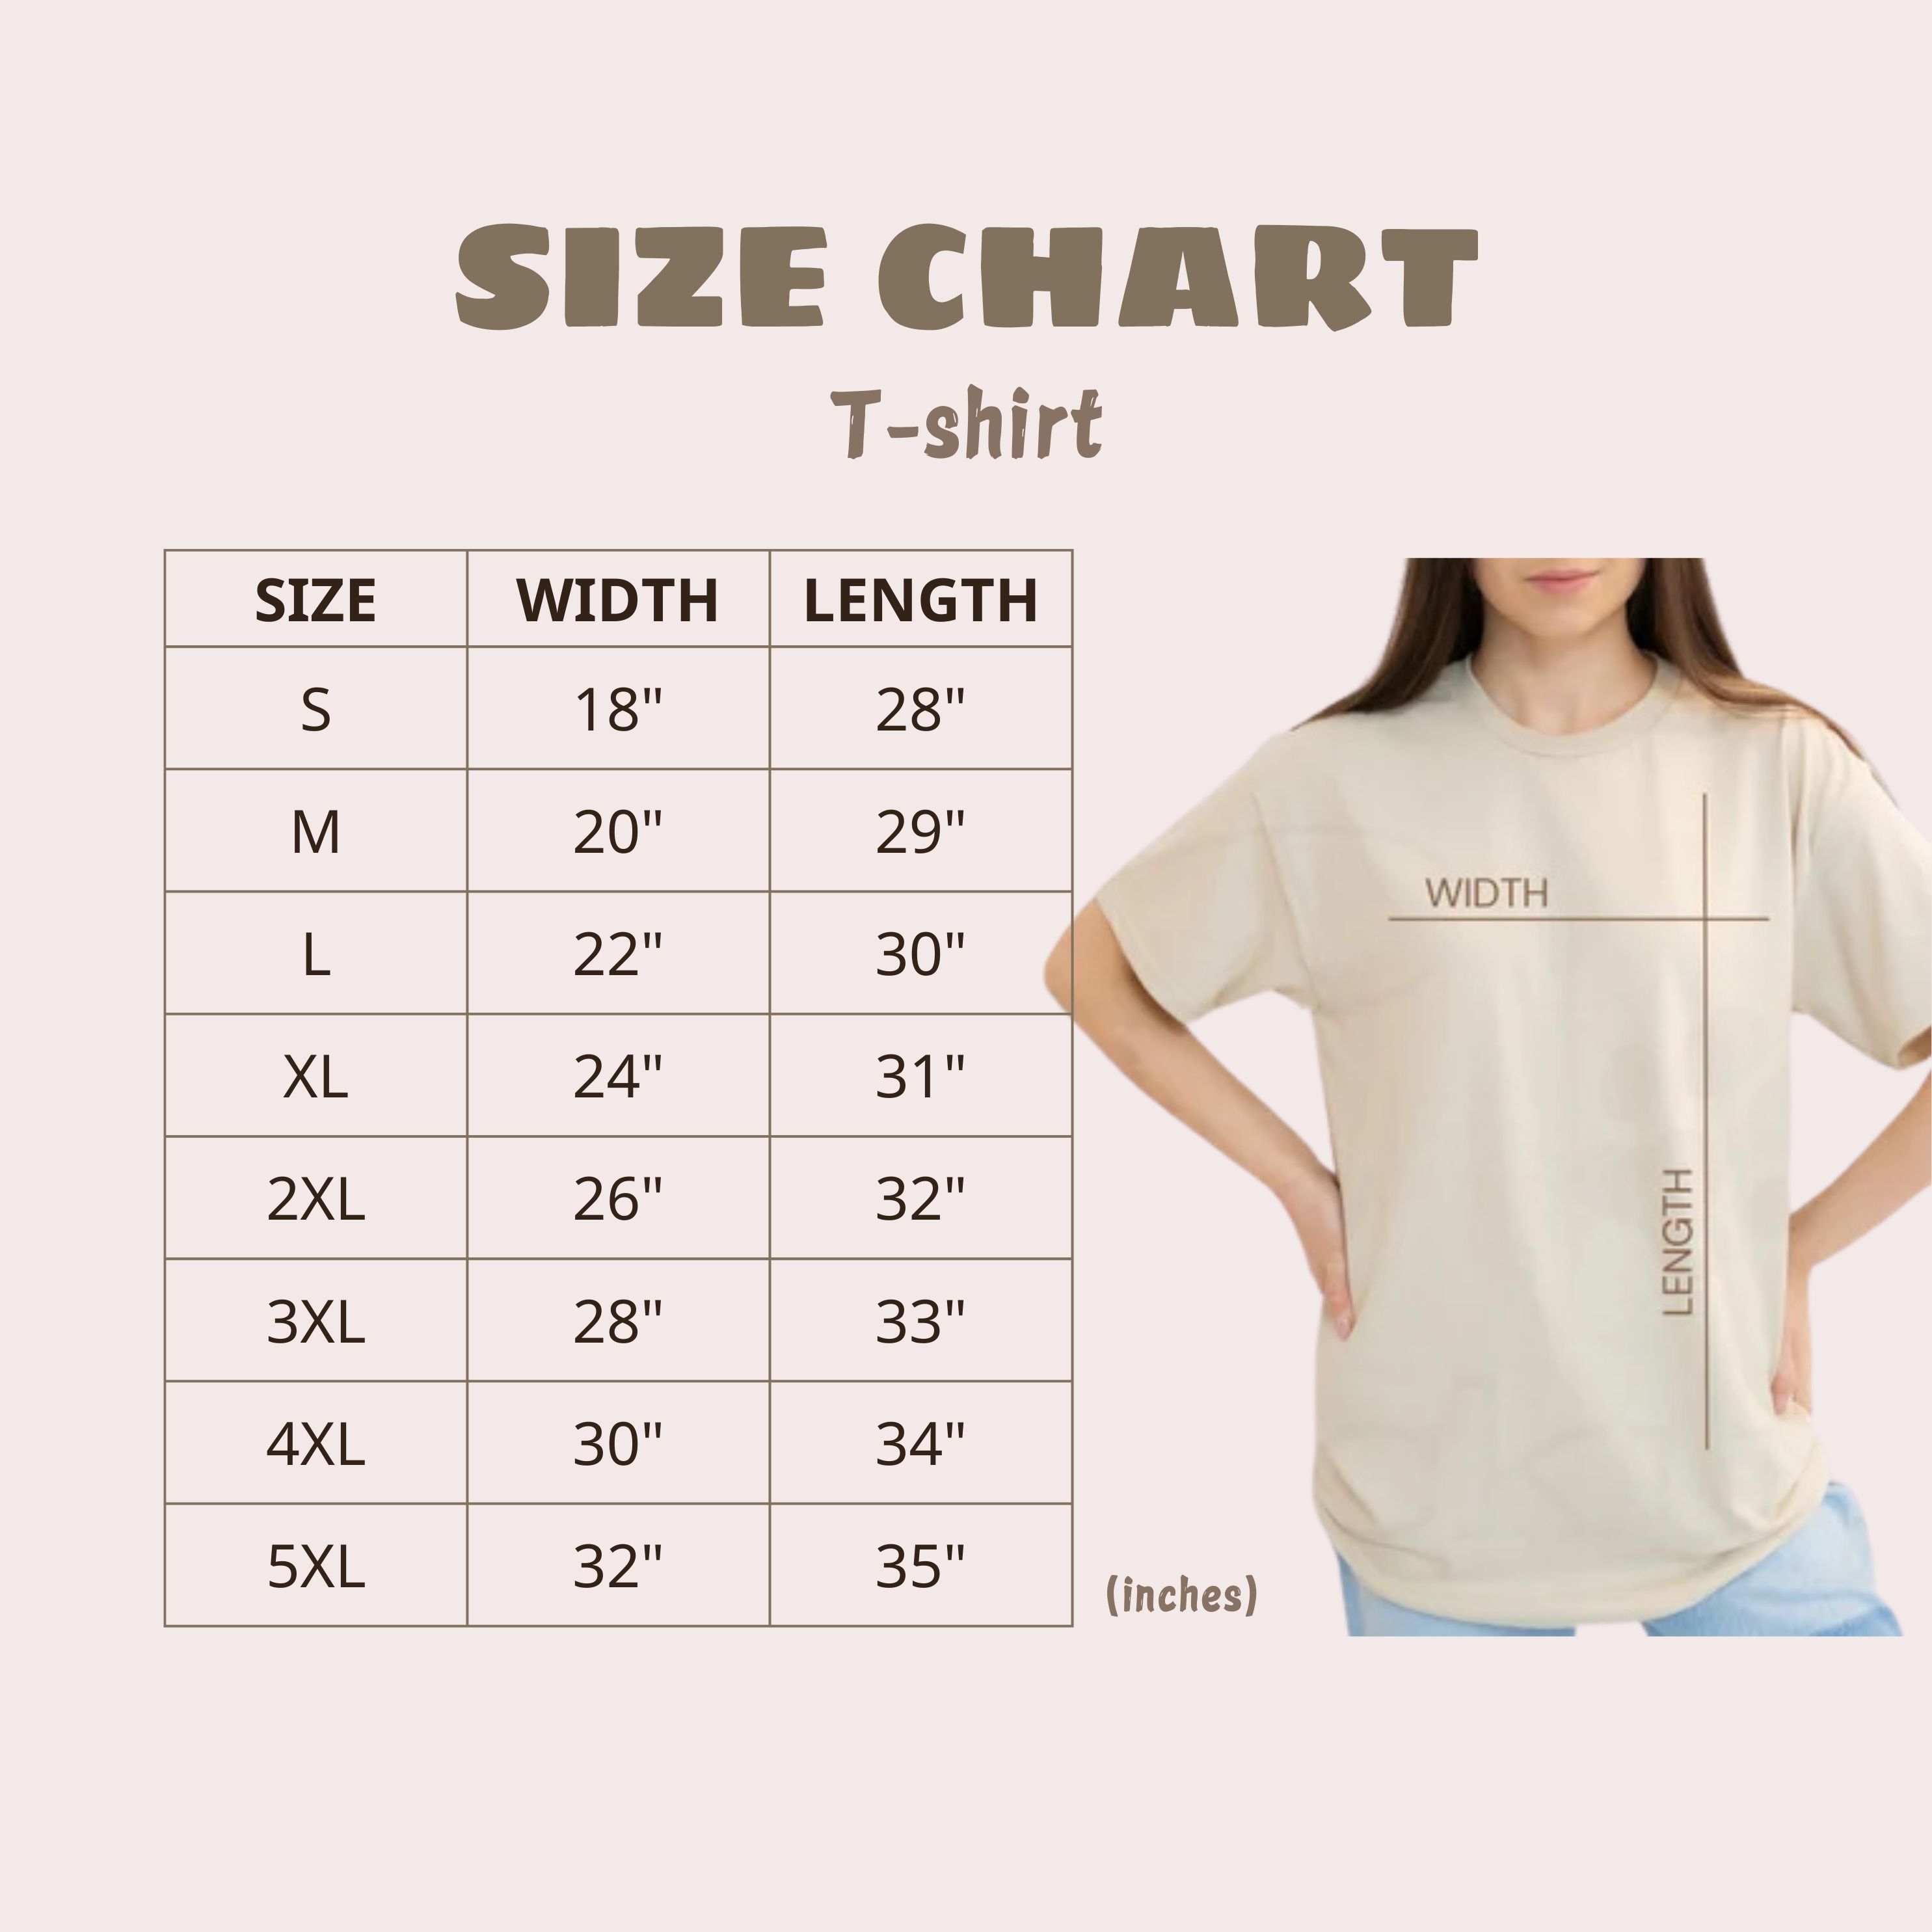 SIZE CHART
T-shirt
SIZE WIDTH LENGTH
S 18" 28"
M 20" 29"
L 22" 30"
XL 24" 31"
2XL 26" 32"
3XL 28" 33"
4XL 30" 34"
5XL 32" 35"
(inches)
WIDTH
LENGTH